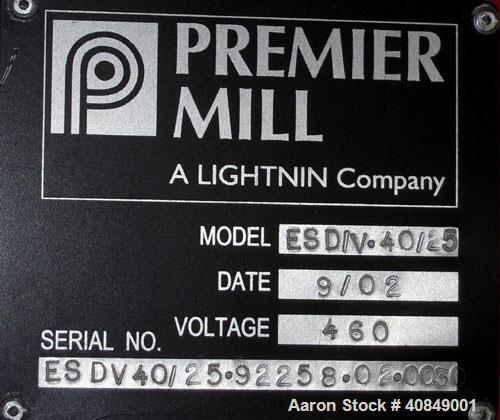 PREMIER
MILL
A LIGHTNIN Company
MODEL ESD/V·40/25
DATE 9/02
VOLTAGE 460
SERIAL NO.
ESDV40/25·92258·02·0030
Aaron Stock # 40849001